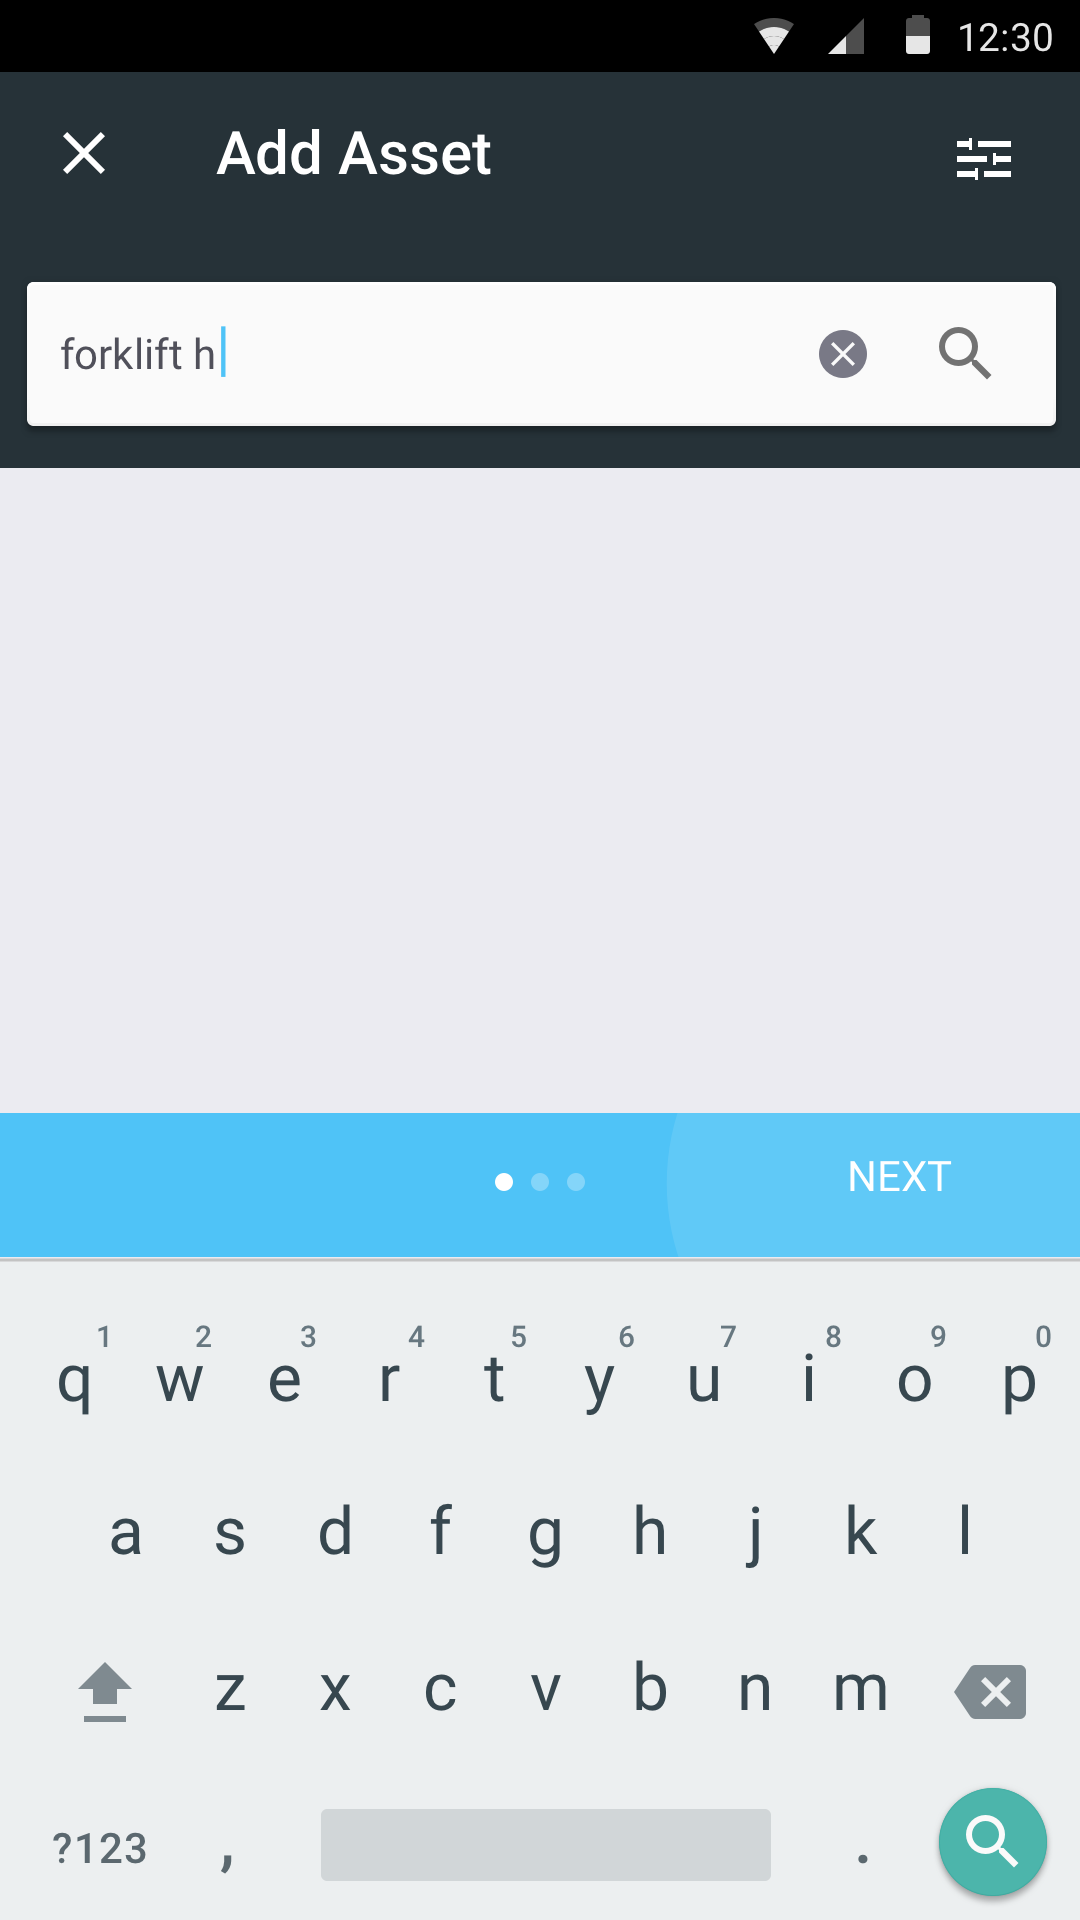 12:30
Add Asset
forklift h
NEXT
1 2 3 4 5 6 7 8 9 0
q w e r t y u i o p
a s d f g h j k l
z x c v b n m
?123 , .